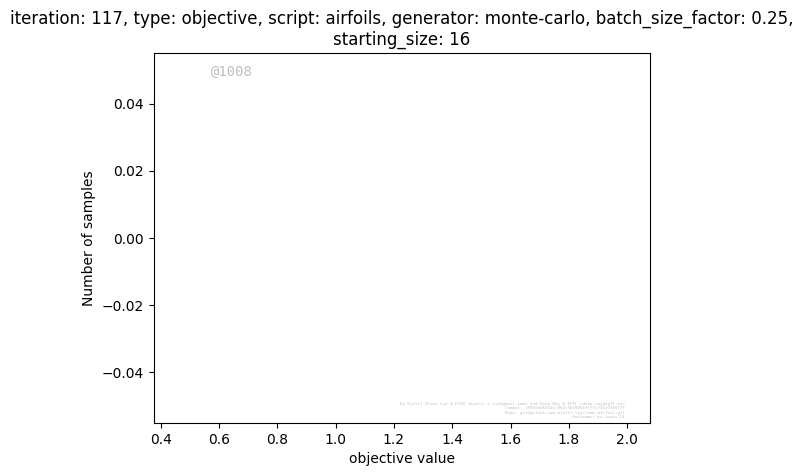 iteration: 117, type: objective, script: airfoils, generator: monte-carlo, batch_size_factor: 0.25,
starting_size: 16
@1008
0.04
0.02
0.00
−0.02
−0.04
Number of samples
0.4 0.6 0.8 1.0 1.2 1.4 1.6 1.8 2.0
objective value